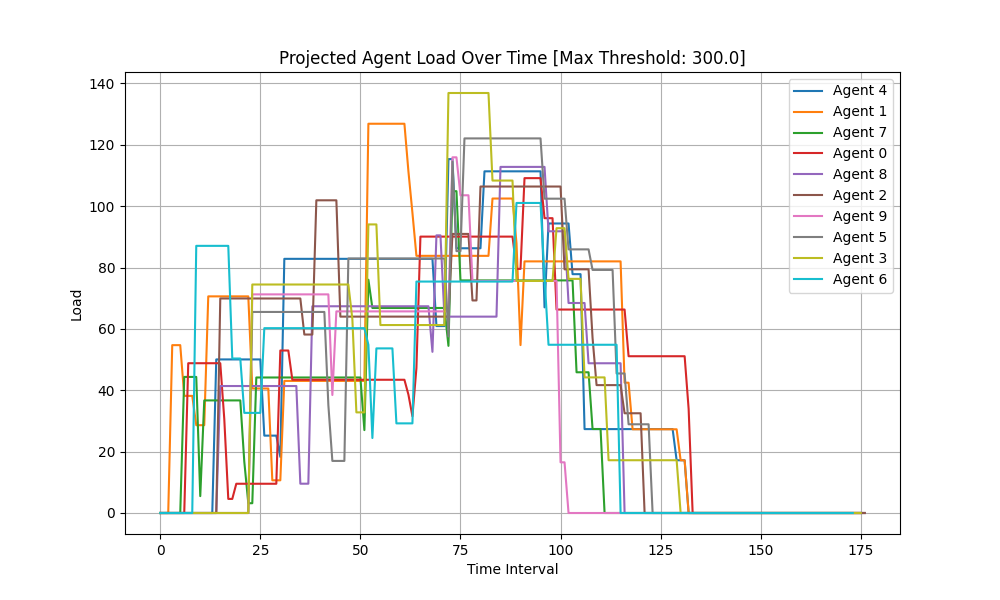 Projected Agent Load Over Time [Max Threshold: 300.0]
140
120
100
80
60
40
20
0
Load
0 25 50 75 100 125 150 175
Time Interval
Agent 4
Agent 1
Agent 7
Agent 0
Agent 8
Agent 2
Agent 9
Agent 5
Agent 3
Agent 6